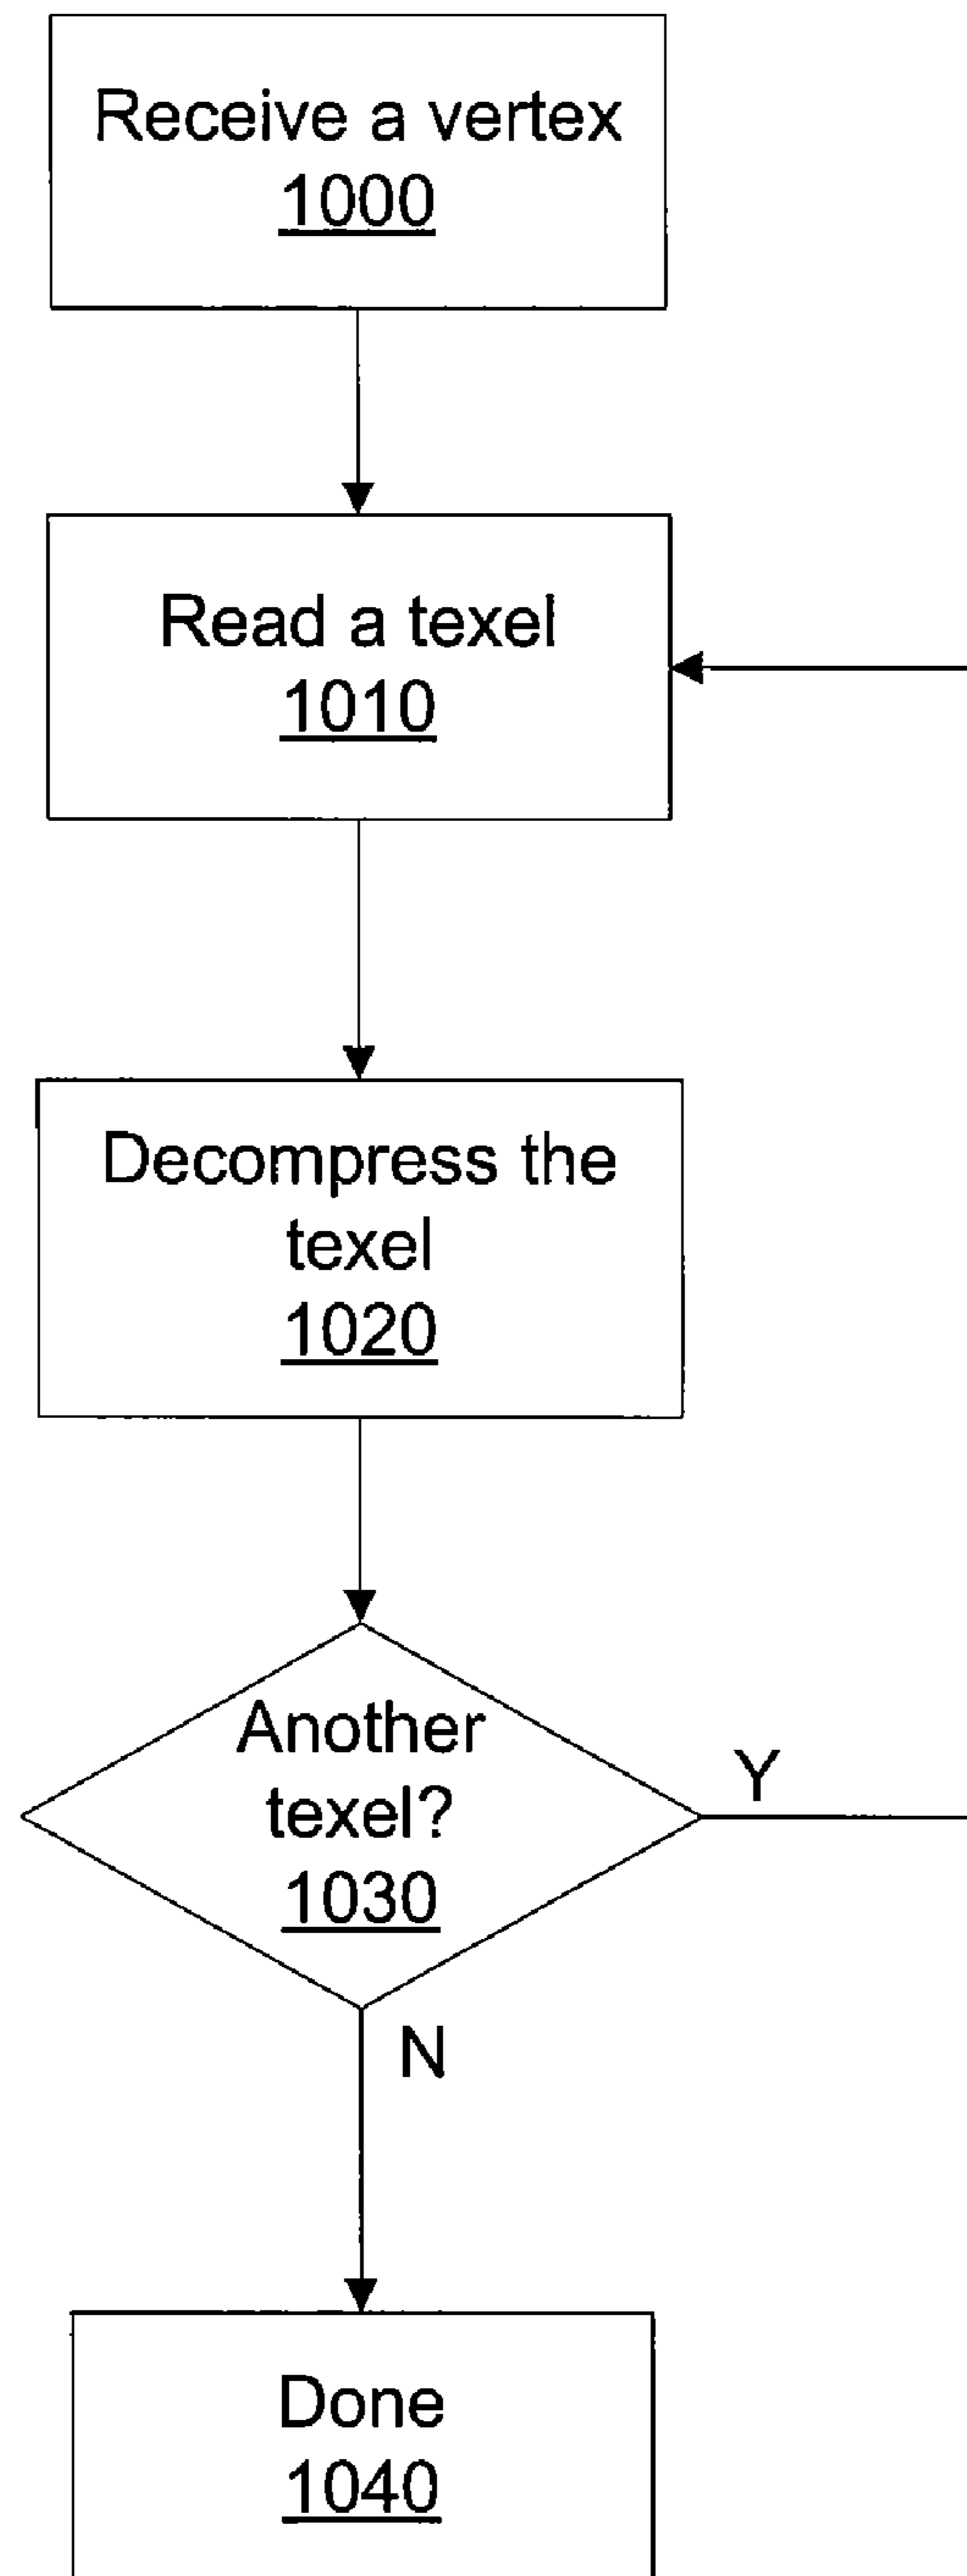 Receive a vertex
1000
Read a texel
1010
Decompress the
texel
1020
Another
texel?
1030
Y
N
Done
1040